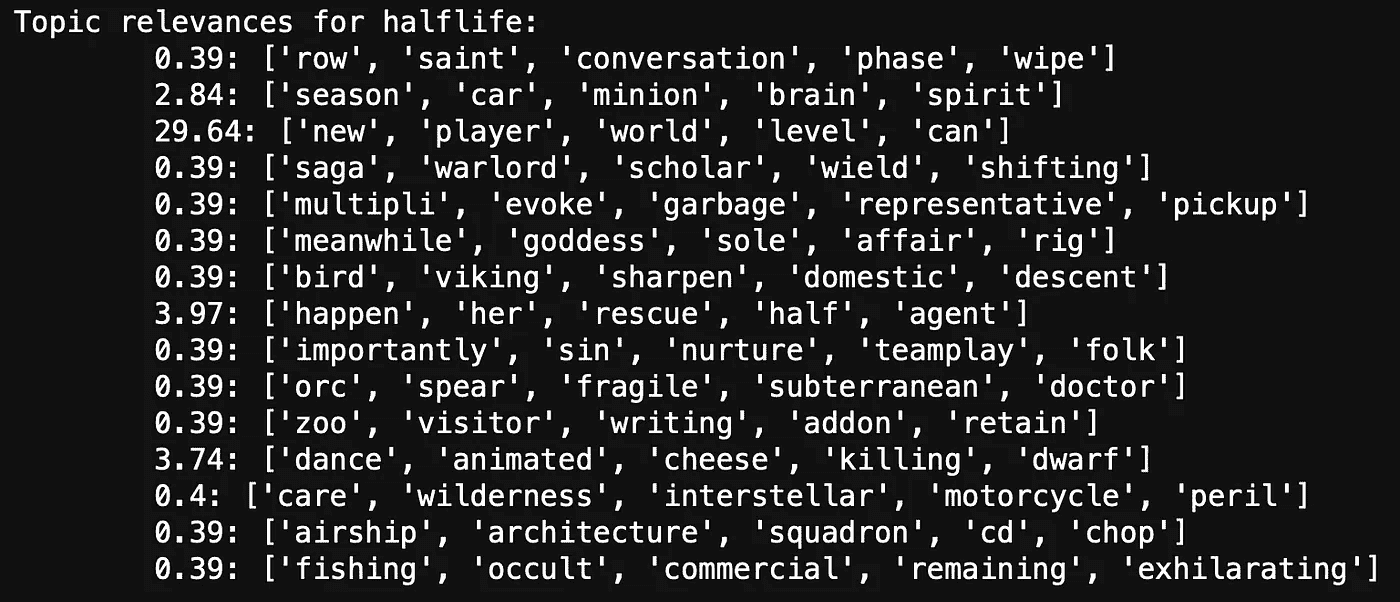 Topic relevances for halflife:
0.39: ['row', 'saint', 'conversation', 'phase', 'wipe']
2.84: ['season', 'car', 'minion', 'brain', 'spirit']
29.64: ['new', 'player', 'world', 'level', 'can']
0.39: ['saga', 'warlord', 'scholar', 'wield', 'shifting']
0.39: ['multipli', 'evoke', 'garbage', 'representative', 'pickup']
0.39: ['meanwhile', 'goddess', 'sole', 'affair', 'rig']
0.39: ['bird', 'viking', 'sharpen', 'domestic', 'descent']
3.97: ['happen', 'her', 'rescue', 'half', 'agent']
0.39: ['importantly', 'sin', 'nurture', 'teamplay', 'folk']
0.39: ['orc', 'spear', 'fragile', 'subterranean', 'doctor']
0.39: ['zoo', 'visitor', 'writing', 'addon', 'retain']
3.74: ['dance', 'animated', 'cheese', 'killing', 'dwarf']
0.4: ['care', 'wilderness', 'interstellar', 'motorcycle', 'peril']
0.39: ['airship', 'architecture', 'squadron', 'cd', 'chop']
0.39: ['fishing', 'occult', 'commercial', 'remaining', 'exhilarating']